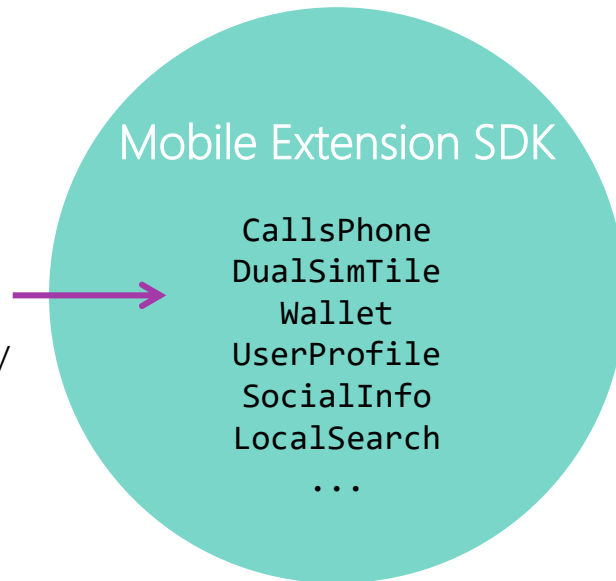 Mobile Extension SDK
CallsPhone
DualSimTile
Wallet
/
UserProfile
SocialInfo
LocalSearch
...